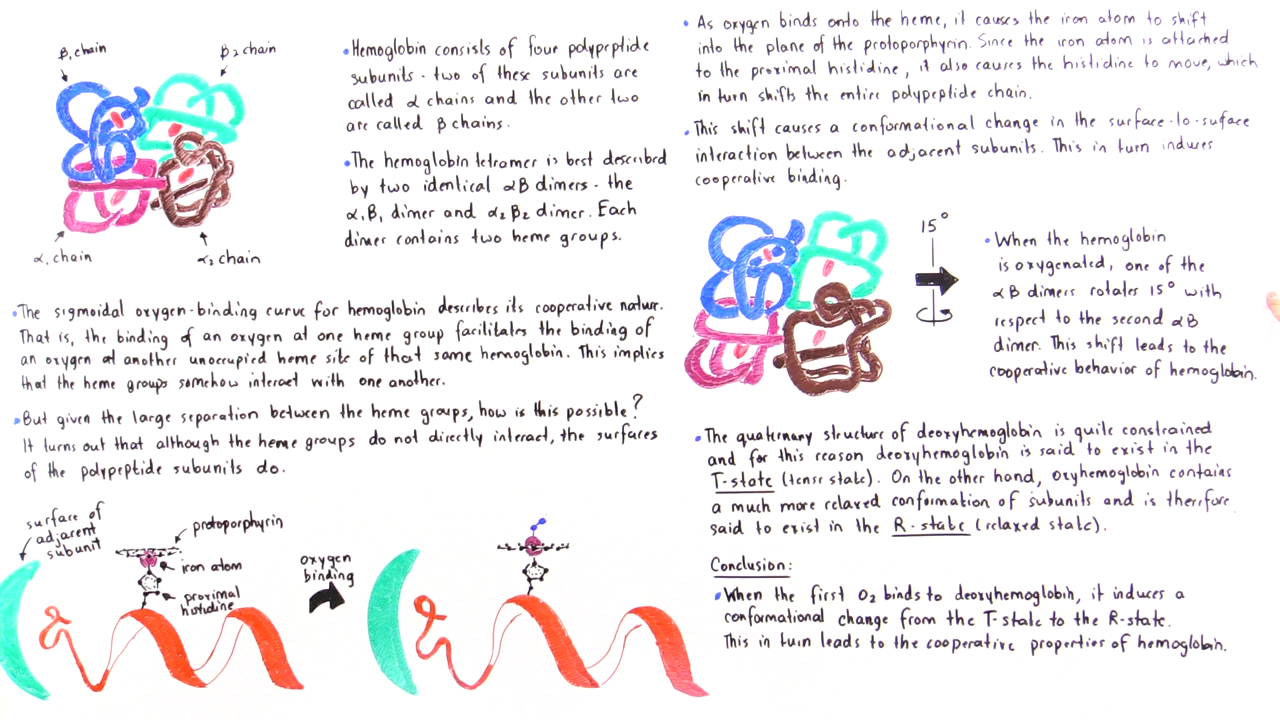 β₁ chain
β₂ chain
α₁ chain
α₂ chain
•Hemoglobin consists of four polypeptide
subunits - two of these subunits are
called α chains and the other two
are called β chains.
•The hemoglobin tetramer is best described
by two identical αβ dimers - the
α₁β₁ dimer and α₂β₂ dimer. Each
dimer contains two heme groups.
•The sigmoidal oxygen-binding curve for hemoglobin describes its cooperative nature.
That is, the binding of an oxygen at one heme group facilitates the binding of
an oxygen at another unoccupied heme site of that same hemoglobin. This implies
that the heme groups somehow interact with one another.
•But given the large separation between the heme groups, how is this possible?
It turns out that although the heme groups do not directly interact, the surfaces
of the polypeptide subunits do.
surface of
adjacent
subunit
protoporphyrin
iron atom
proximal
histidine
oxygen
binding
•As oxygen binds onto the heme, it causes the iron atom to shift
into the plane of the protoporphyrin. Since the iron atom is attached
to the proximal histidine, it also causes the histidine to move, which
in turn shifts the entire polypeptide chain.
•This shift causes a conformational change in the surface-to-suface
interaction between the adjacent subunits. This in turn induces
cooperative binding.
15°
•When the hemoglobin
is oxygenated, one of the
αβ dimers rotates 15° with
respect to the second αβ
dimer. This shift leads to the
cooperative behavior of hemoglobin.
•The quaternary structure of deoxyhemoglobin is quite constrained
and for this reason deoxyhemoglobin is said to exist in the
T-state (tense state). On the other hand, oxyhemoglobin contains
a much more relaxed conformation of subunits and is therefore
said to exist in the R-state (relaxed state).
Conclusion:
•When the first O₂ binds to deoxyhemoglobin, it induces a
conformational change from the T-state to the R-state.
This in turn leads to the cooperative properties of hemoglobin.